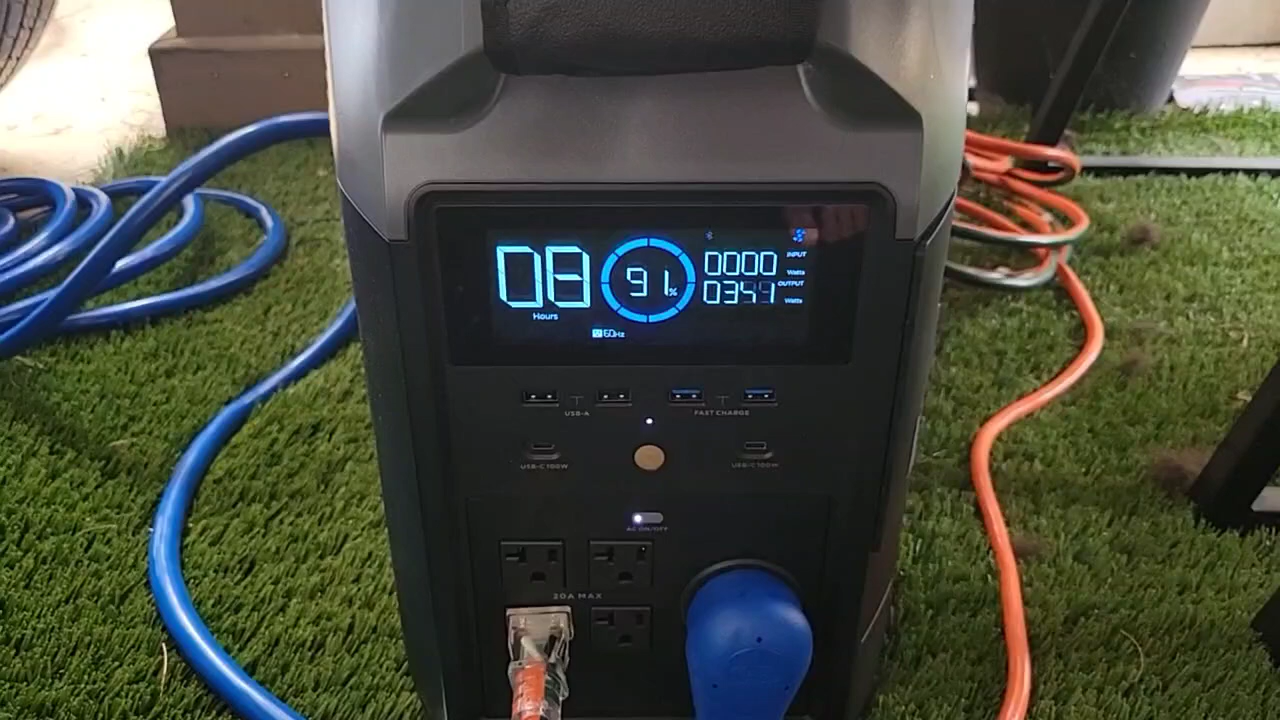 08
Hours
91%
0000
INPUT
Watts
OUTPUT
Watts
60Hz
USB-A
FAST CHARGE
USB-C 100W
USB-C 100W
AC ON/OFF
20A MAX